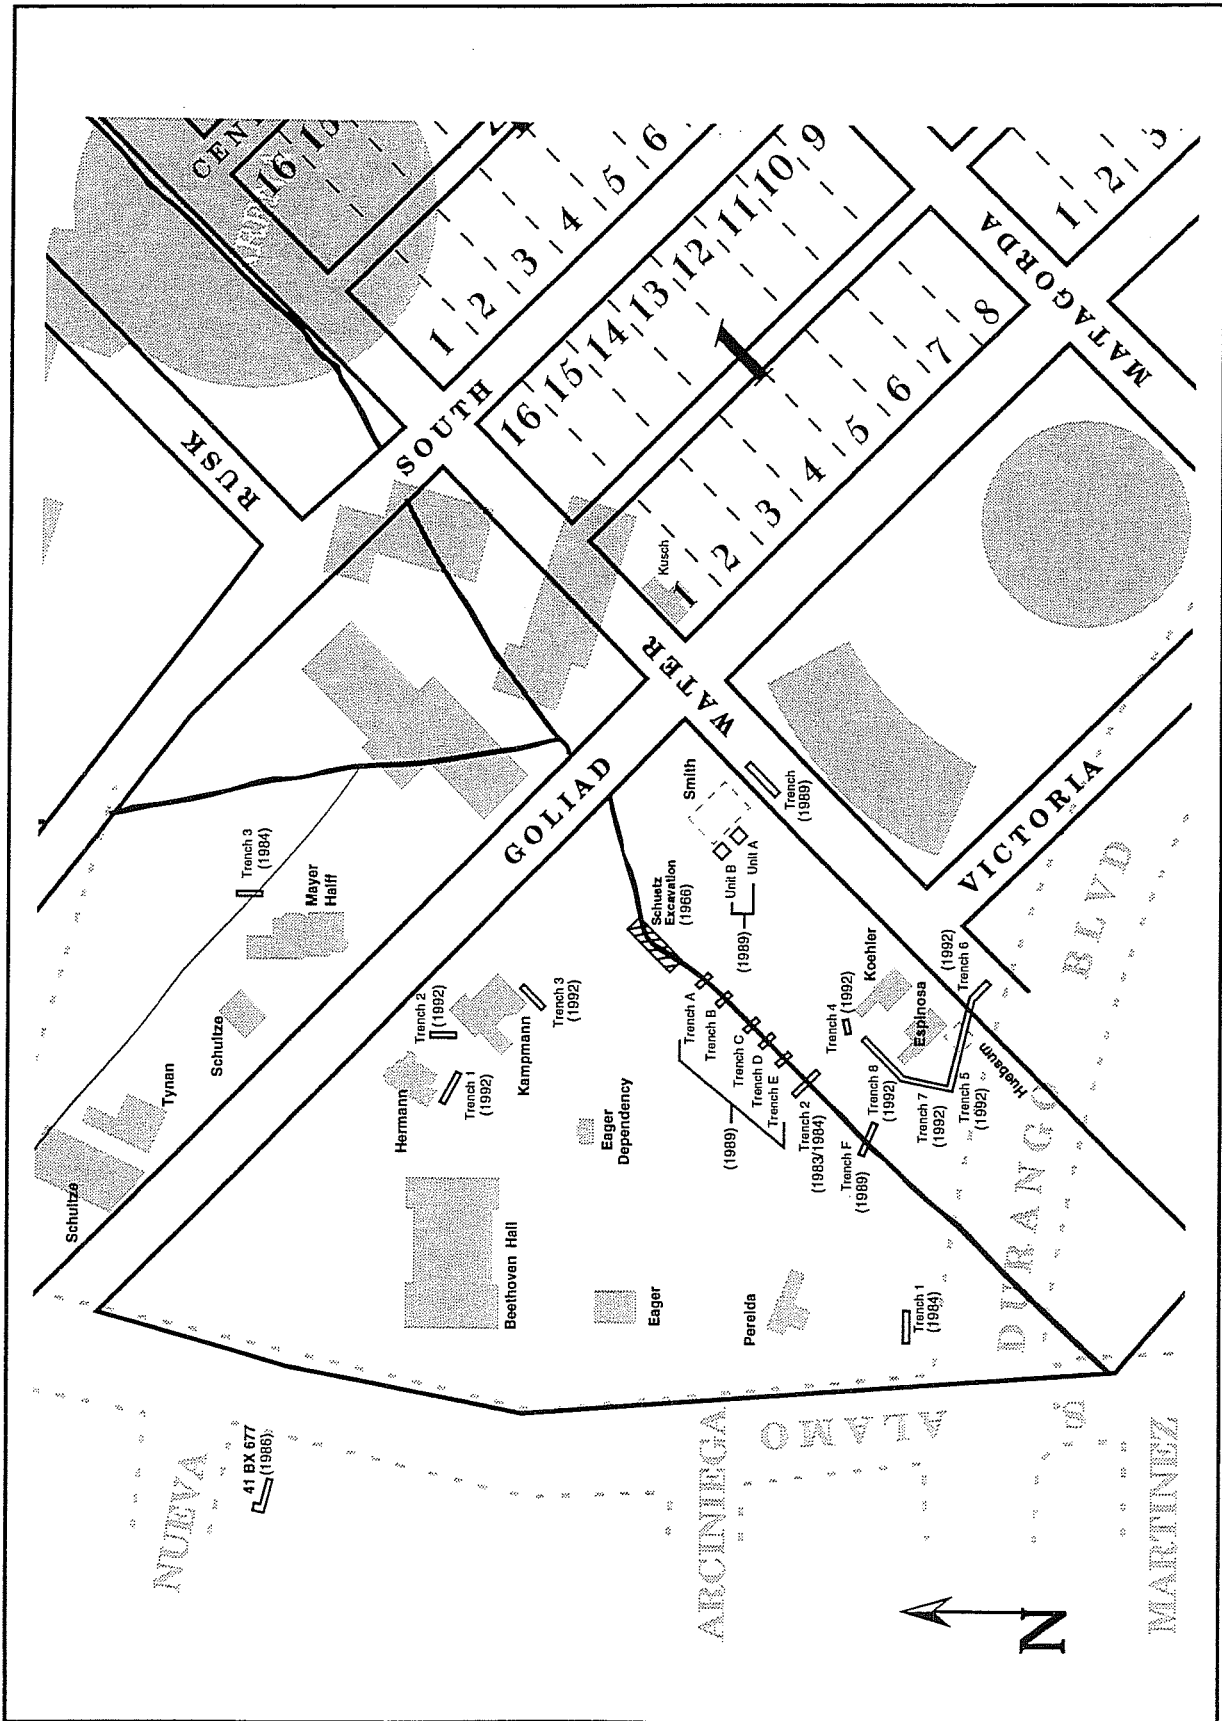 CENT
16
15
1
2
3
4
5
6
RUSK
SOUTH
16
15
14
13
12
11
10
9
1
1
2
3
4
5
6
7
8
MATAGORDA
1
2
3
Kusch
WATER
GOLIAD
VICTORIA
Smith
Trench
(1989)
Unit B
Unit A
(1989)
Schuetz
Excavation
(1966)
Trench 3
(1984)
Mayer
Halff
Schultze
Tynan
Schultze
Trench 2
(1992)
Hermann
Trench 1
(1992)
Kampmann
Trench 3
(1992)
Eager
Dependency
Beethoven Hall
Eager
Perelda
Trench A
Trench B
Trench C
Trench D
Trench E
(1989)
Trench 2
(1983/1984)
Trench F
(1989)
Trench 8
(1992)
Trench 7
(1992)
Trench 5
(1992)
Trench 4
(1992)
Koehler
Espinosa
Huebaum
(1992)
Trench 6
Trench 1
(1984)
DURANGO BLVD
41 BX 677
(1986)
NUEVA
ARCINIEGA
ALAMO
MARTINEZ
N